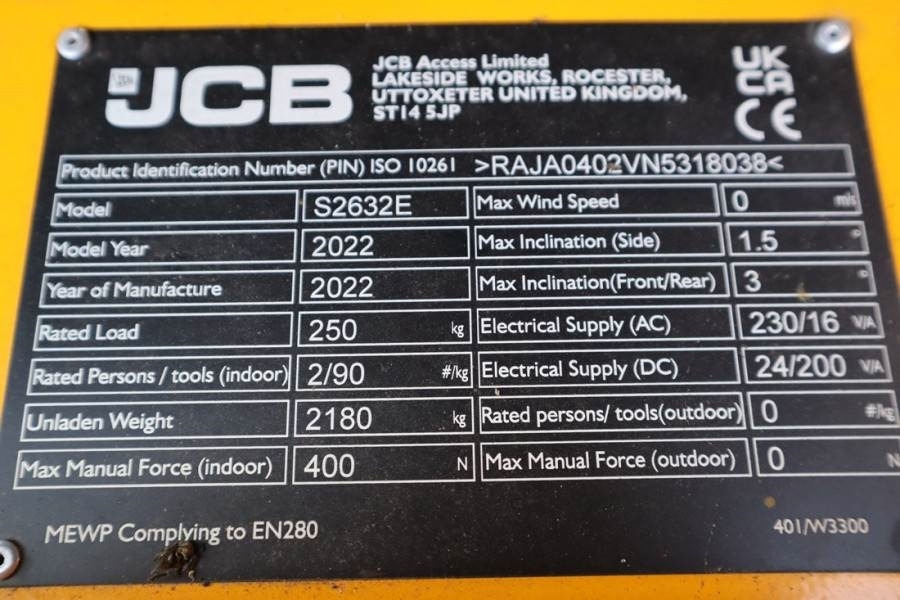 JCB
JCB Access Limited
LAKESIDE WORKS, ROCESTER,
UTTOXETER UNITED KINGDOM,
ST14 5JP
UK
CA
CE
Product Identification Number (PIN) ISO 10261 >RAJA0402VN5318038<
Model S2632E Max Wind Speed 0 m/s
Model Year 2022 Max Inclination (Side) 1.5 °
Year of Manufacture 2022 Max Inclination(Front/Rear) 3 °
Rated Load 250 kg Electrical Supply (AC) 230/16 V/A
Rated Persons / tools (indoor) 2/90 #/kg Electrical Supply (DC) 24/200 V/A
Unladen Weight 2180 kg Rated persons/ tools(outdoor) 0 #/kg
Max Manual Force (indoor) 400 N Max Manual Force (outdoor) 0 N
MEWP Complying to EN280 401/W3300